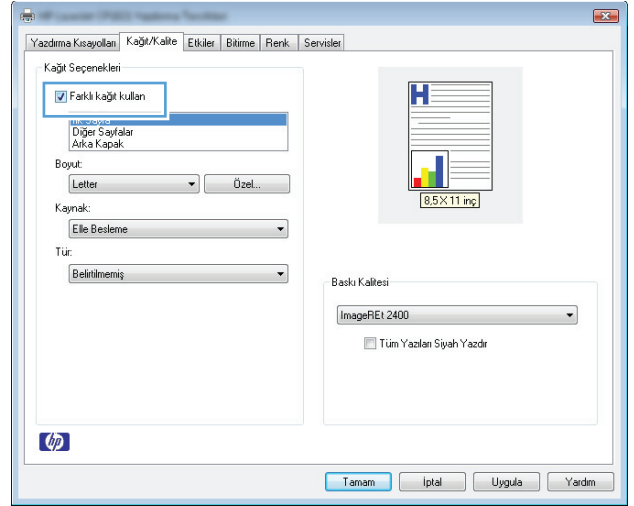 Yazdırma Kısayolları Kağıt/Kalite Etkiler Bitirme Renk Servisler
Kağıt Seçenekleri
Farklı kağıt kullan
Diğer Sayfalar
Arka Kapak
Boyut:
Letter Özel...
Kaynak:
Elle Besleme
Tür:
Belirtilmemiş
H
8,5 X 11 inç
Baskı Kalitesi
ImageREt 2400
Tüm Yazıları Siyah Yazdır
hp
Tamam İptal Uygula Yardım